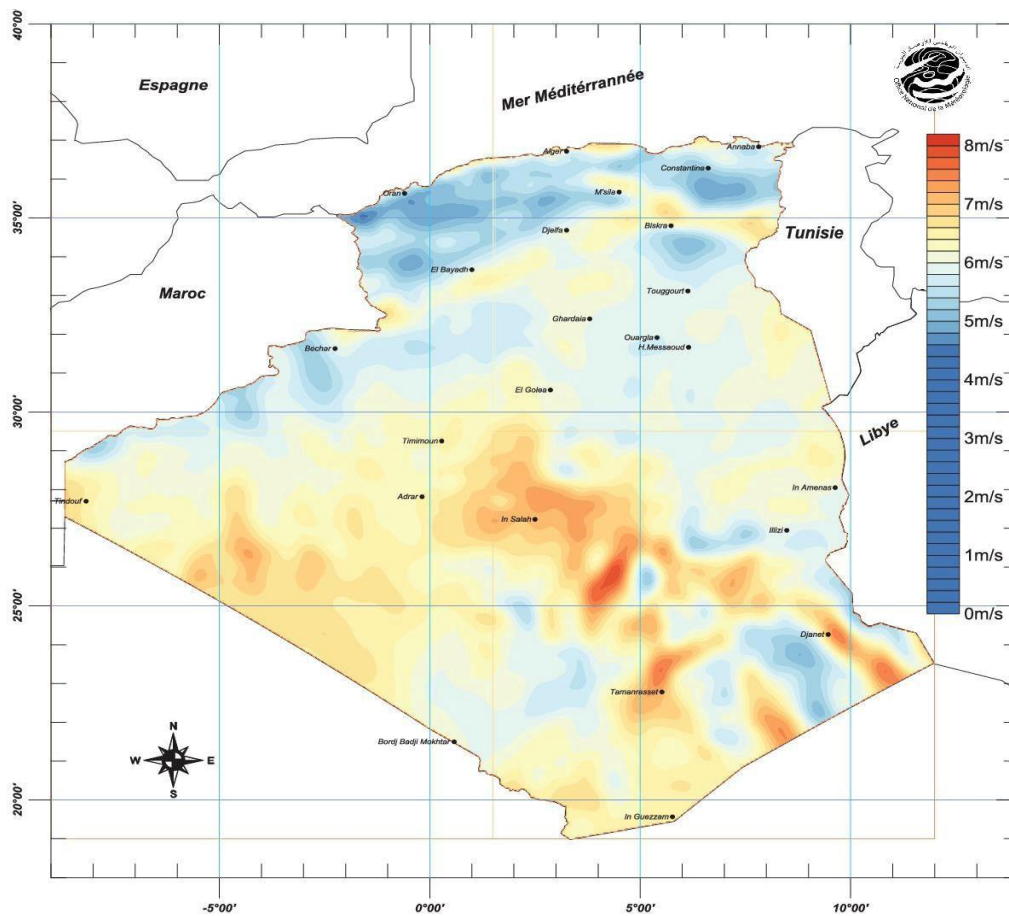 40°00'
35°00'
30°00'
25°00'
20°00'
-5°00'
0°00'
5°00'
10°00'
Espagne
Mer Méditérrannée
Office National de la Météorologie
Alger
Annaba
Constantine
Oran
M'sila
Biskra
Djelfa
Tunisie
El Bayadh
Maroc
Touggourt
Ghardaia
Ouargla
H.Messaoud
Bechar
El Golea
Libye
Timimoun
Tindouf
Adrar
In Salah
In Amenas
Illizi
Djanet
Tamanrasset
Bordj Badji Mokhtar
In Guezzam
N
W
E
S
8m/s
7m/s
6m/s
5m/s
4m/s
3m/s
2m/s
1m/s
0m/s